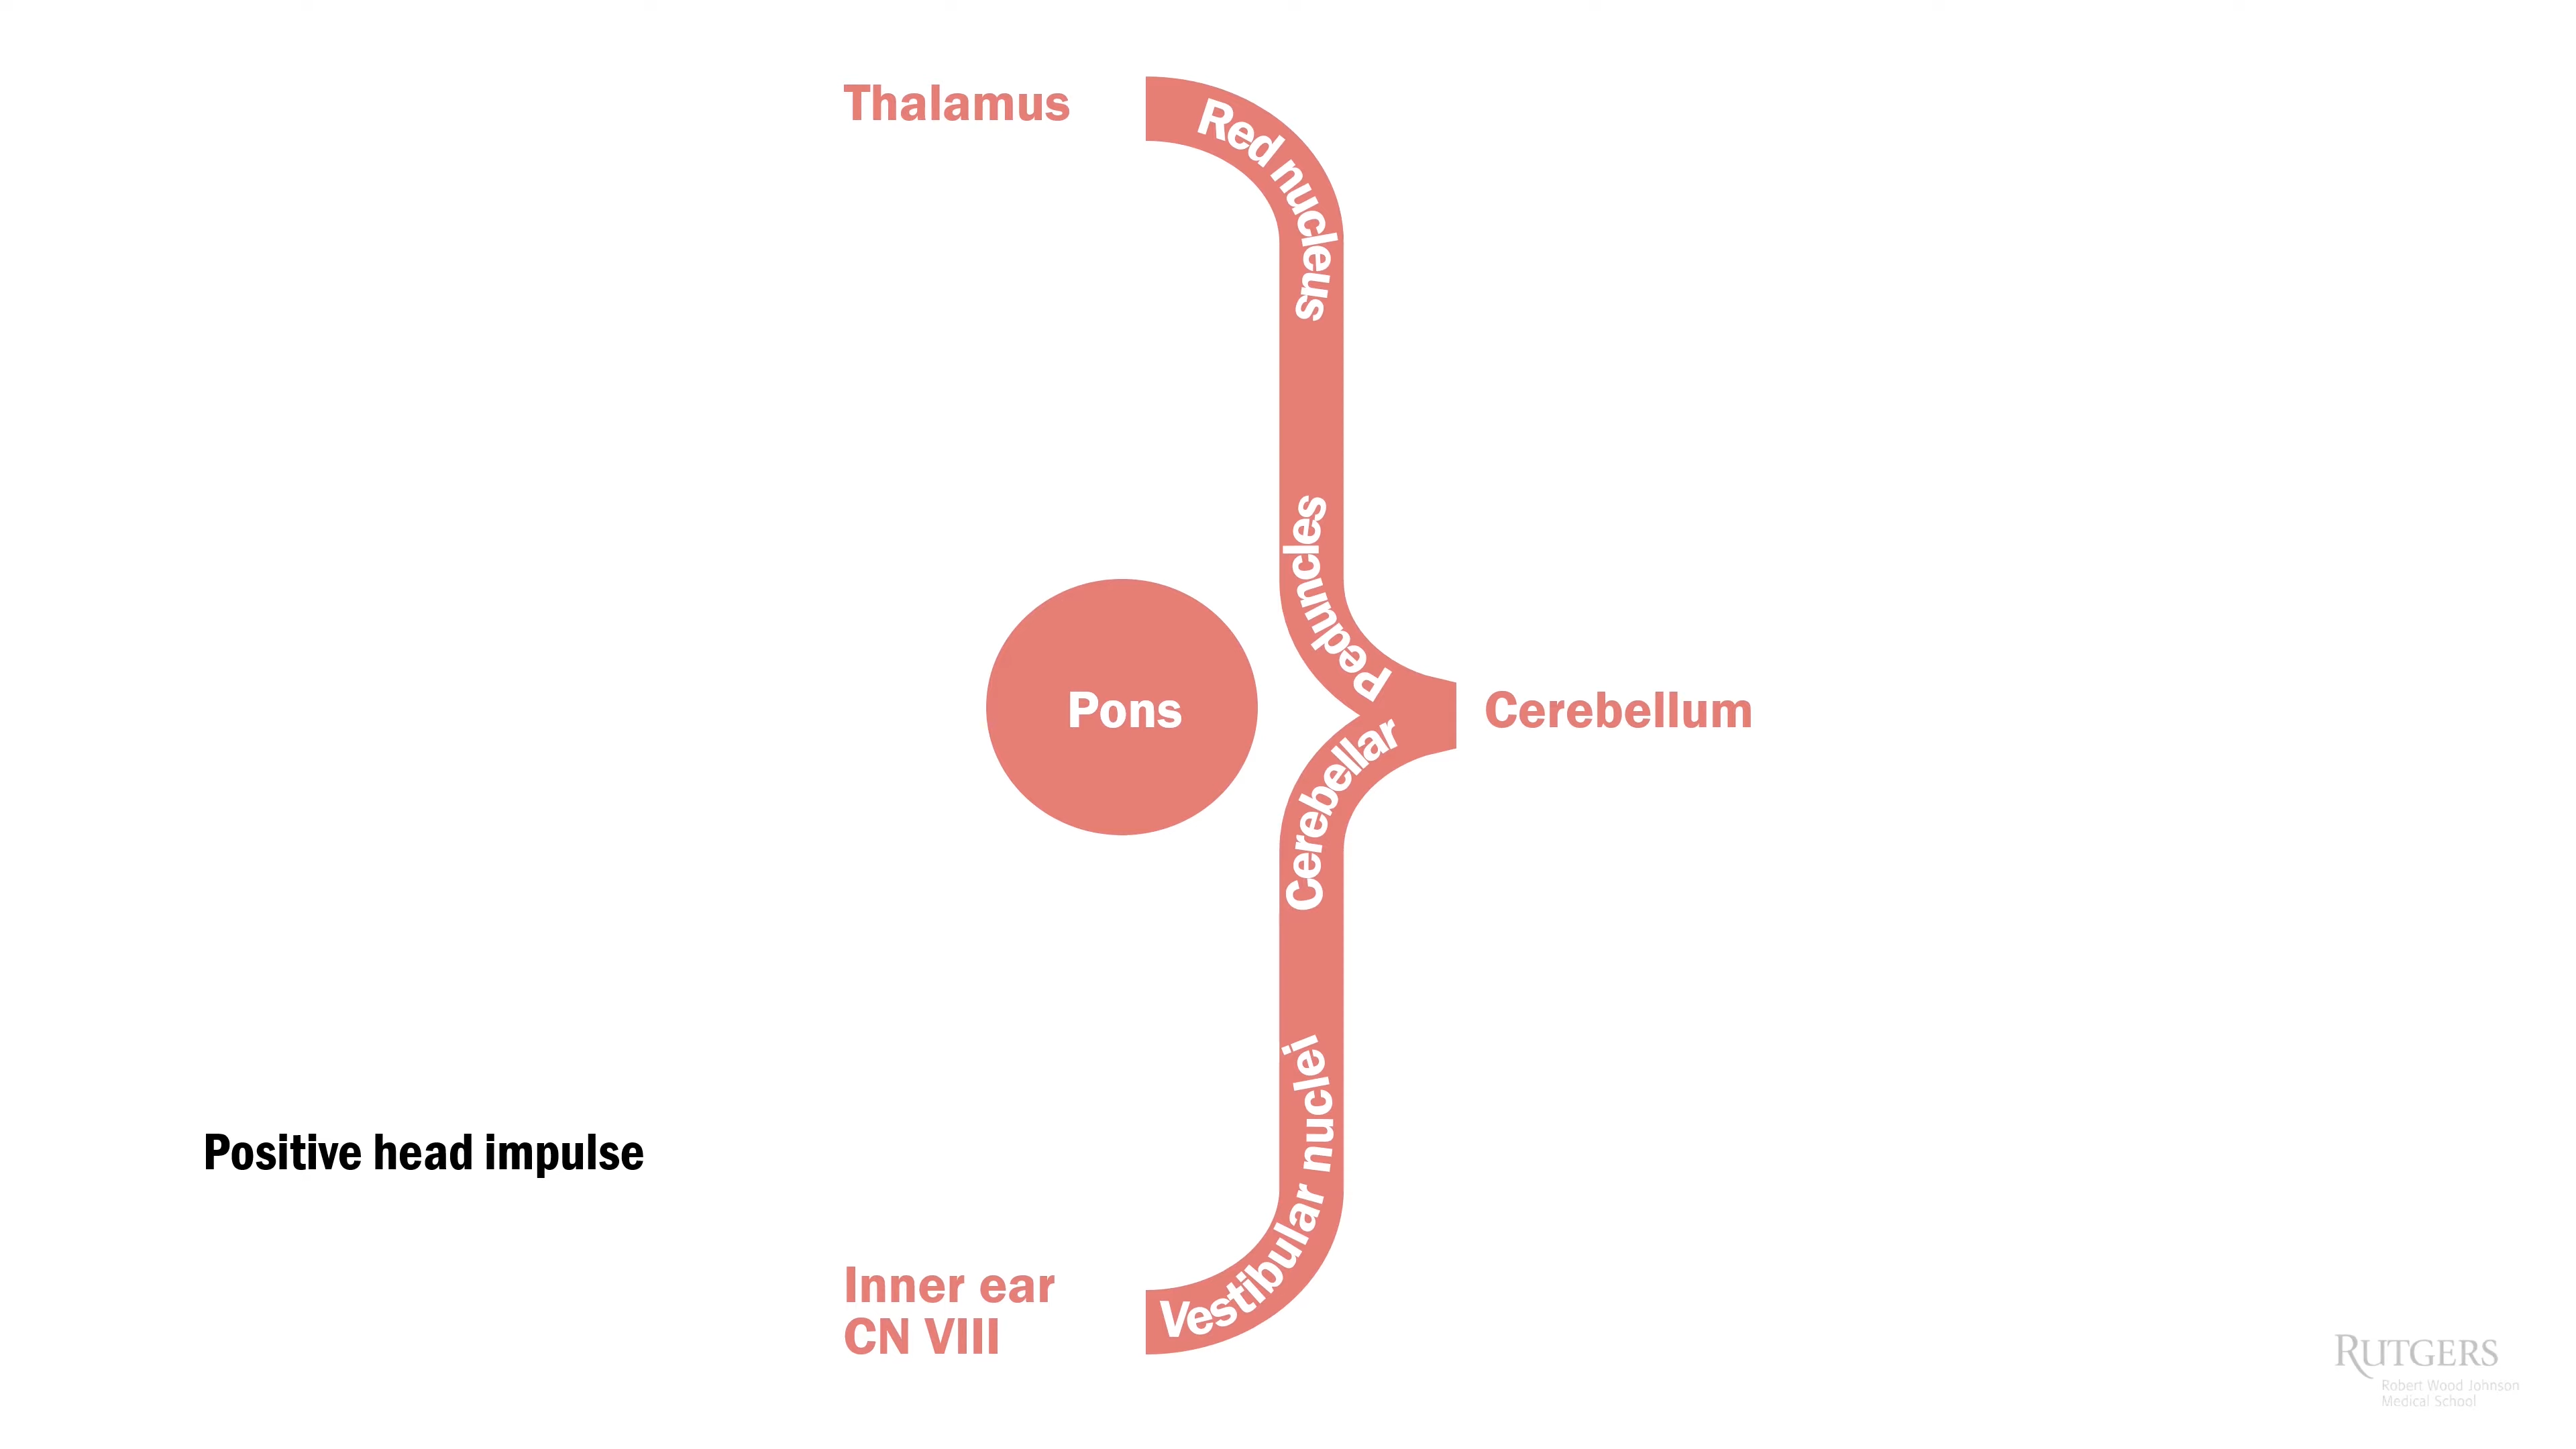 Thalamus
Red nucleus
Peduncles
Pons
Cerebellum
Cerebellar
Vestibular nuclei
Positive head impulse
Inner ear
CN VIII
RUTGERS
Robert Wood Johnson
Medical School